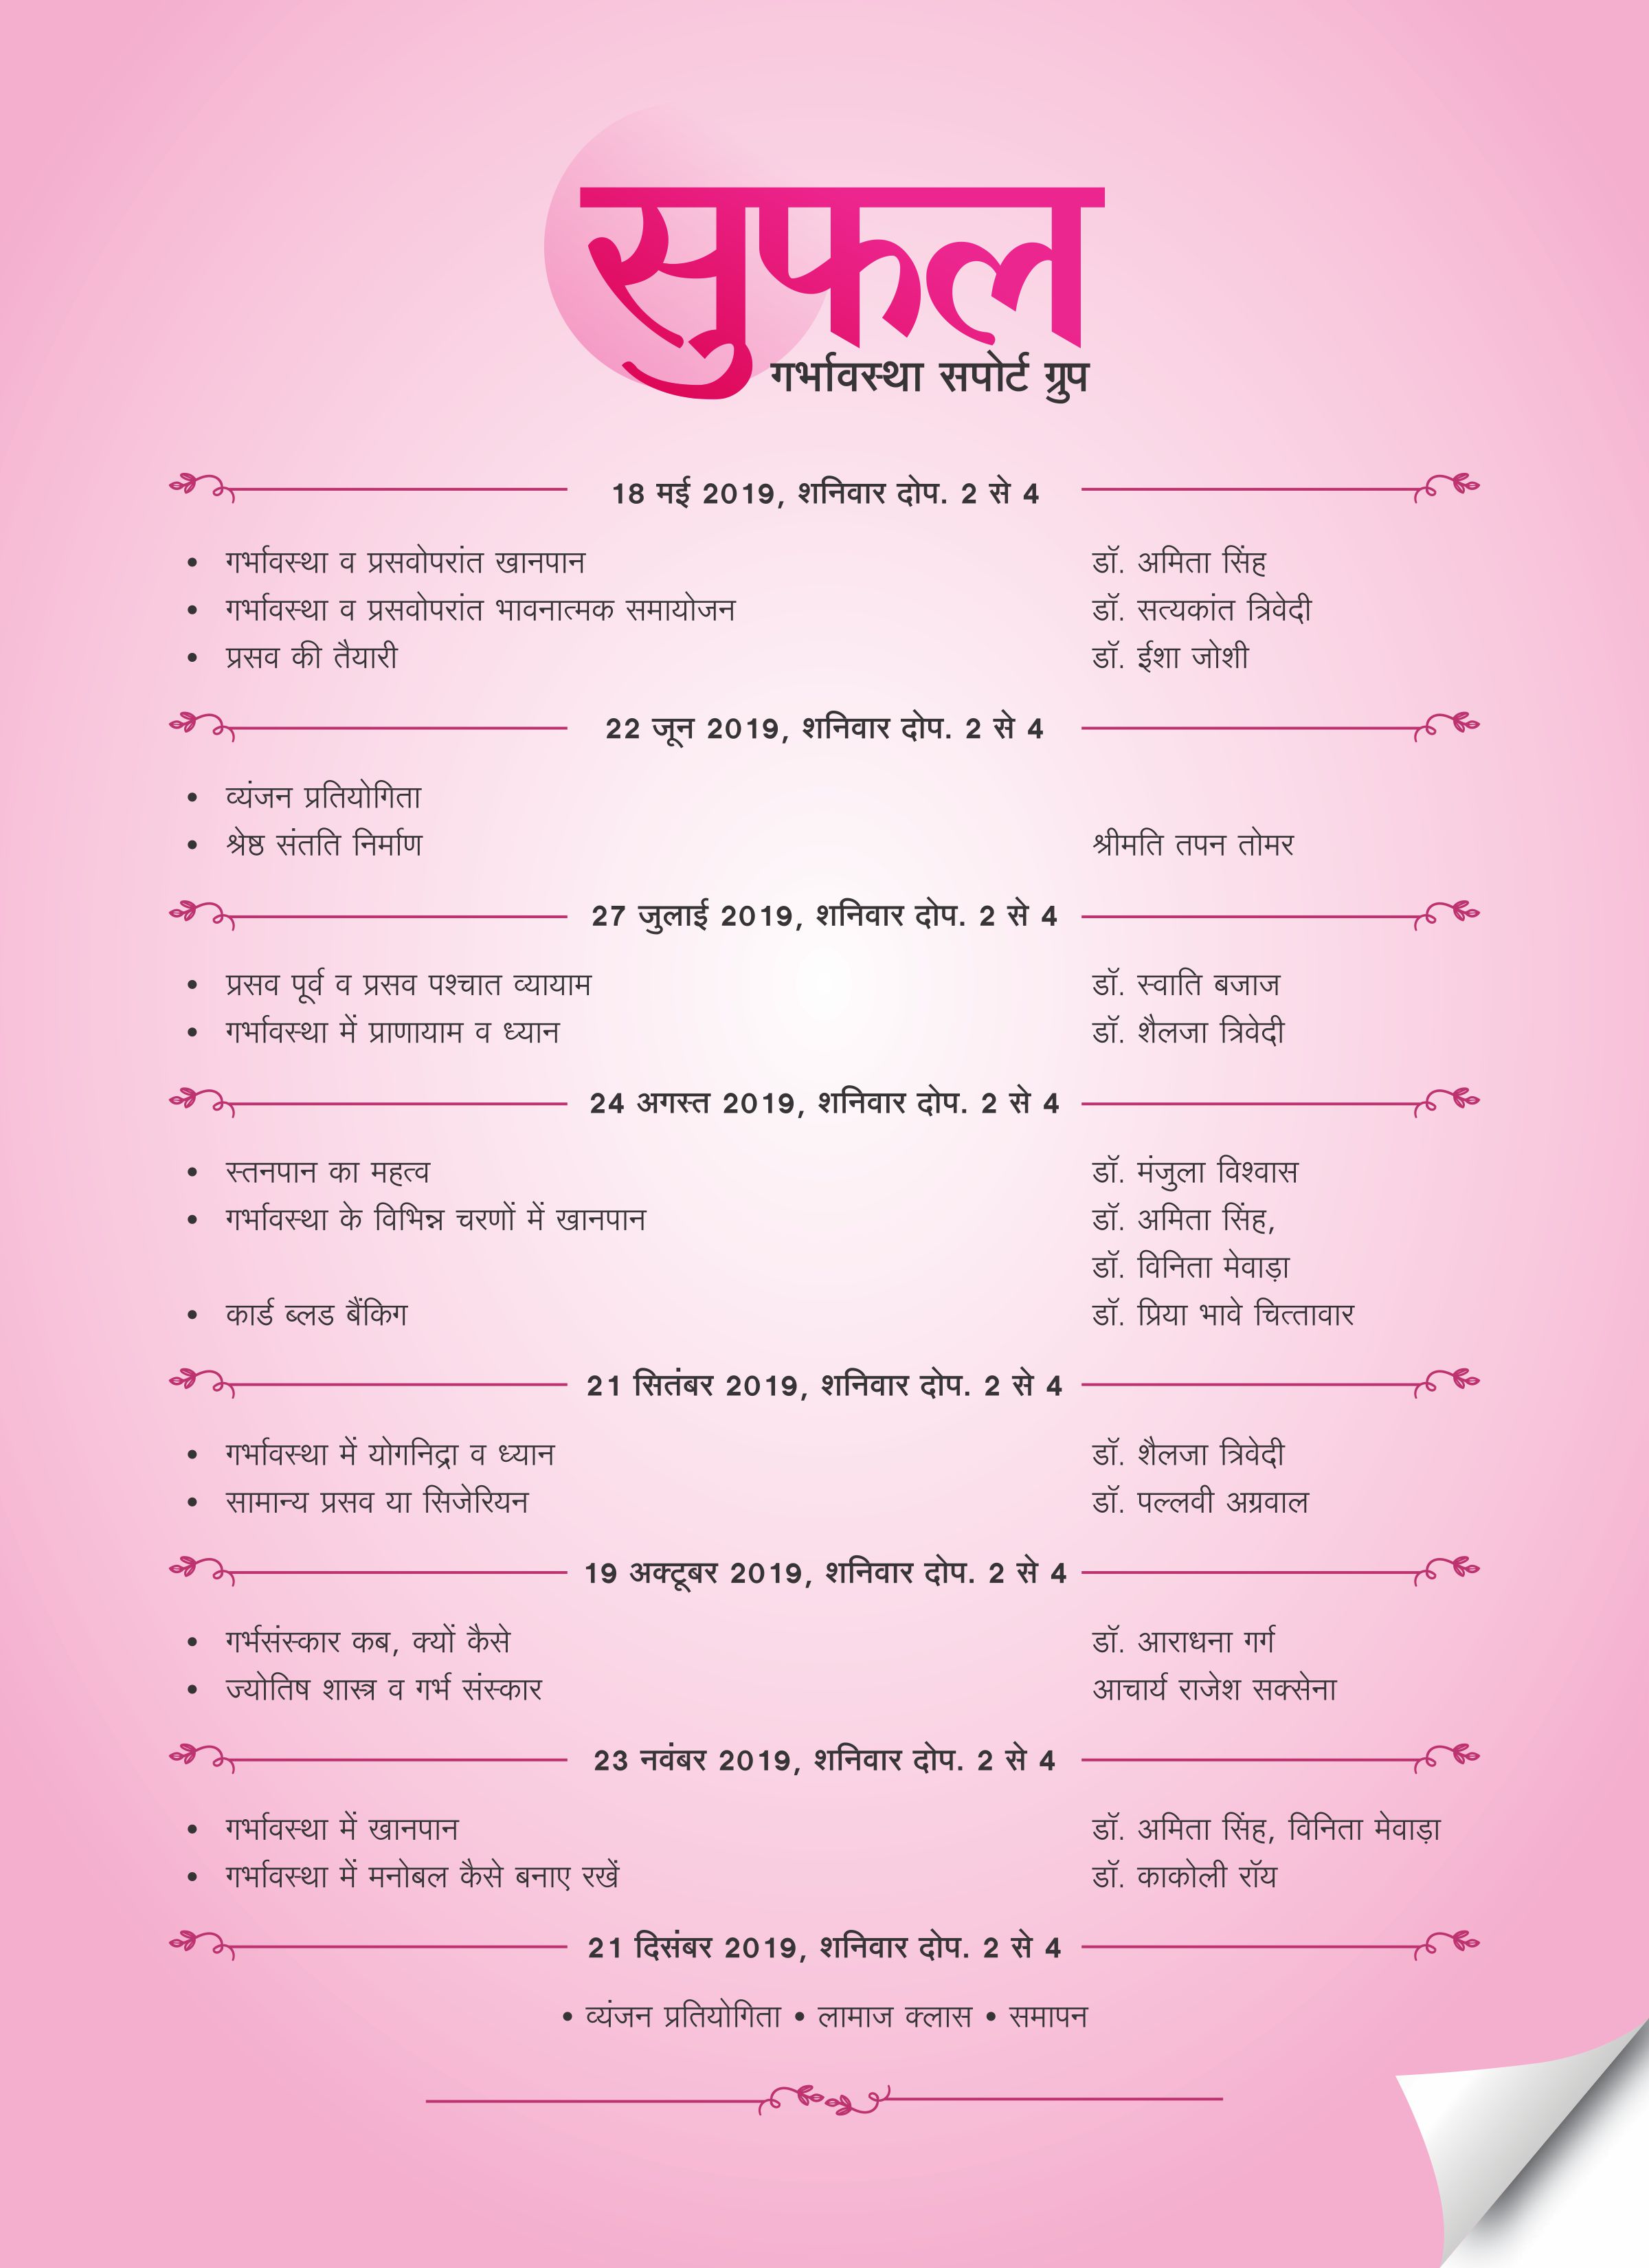 सुफल
गर्भावस्था सपोर्ट ग्रुप
18 मई 2019, शनिवार दोप. 2 से 4
• गर्भावस्था व प्रसवोपरांत खानपान डॉ. अमिता सिंह
• गर्भावस्था व प्रसवोपरांत भावनात्मक समायोजन डॉ. सत्यकांत त्रिवेदी
• प्रसव की तैयारी डॉ. ईशा जोशी
22 जून 2019, शनिवार दोप. 2 से 4
• व्यंजन प्रतियोगिता
• श्रेष्ठ संतति निर्माण श्रीमति तपन तोमर
27 जुलाई 2019, शनिवार दोप. 2 से 4
• प्रसव पूर्व व प्रसव पश्चात व्यायाम डॉ. स्वाति बजाज
• गर्भावस्था में प्राणायाम व ध्यान डॉ. शैलजा त्रिवेदी
24 अगस्त 2019, शनिवार दोप. 2 से 4
• स्तनपान का महत्व डॉ. मंजुला विश्वास
• गर्भावस्था के विभिन्न चरणों में खानपान डॉ. अमिता सिंह,
डॉ. विनिता मेवाड़ा
• कार्ड ब्लड बैंकिग डॉ. प्रिया भावे चित्तावार
21 सितंबर 2019, शनिवार दोप. 2 से 4
• गर्भावस्था में योगनिद्रा व ध्यान डॉ. शैलजा त्रिवेदी
• सामान्य प्रसव या सिजेरियन डॉ. पल्लवी अग्रवाल
19 अक्टूबर 2019, शनिवार दोप. 2 से 4
• गर्भसंस्कार कब, क्यों कैसे डॉ. आराधना गर्ग
• ज्योतिष शास्त्र व गर्भ संस्कार आचार्य राजेश सक्सेना
23 नवंबर 2019, शनिवार दोप. 2 से 4
• गर्भावस्था में खानपान डॉ. अमिता सिंह, विनिता मेवाड़ा
• गर्भावस्था में मनोबल कैसे बनाए रखें डॉ. काकोली रॉय
21 दिसंबर 2019, शनिवार दोप. 2 से 4
• व्यंजन प्रतियोगिता • लामाज क्लास • समापन